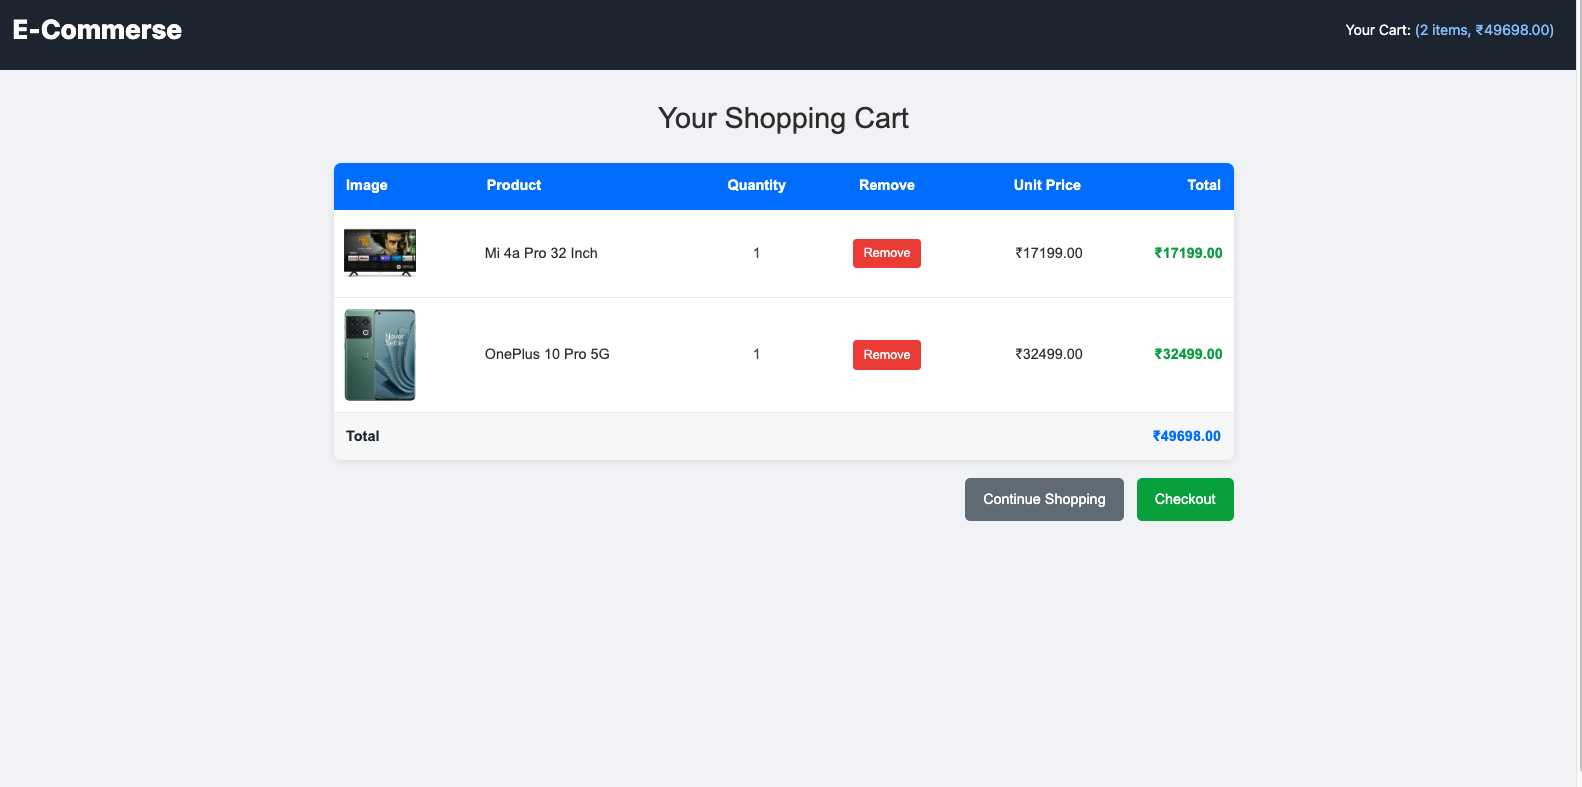 E-Commerse
Your Cart: (2 items, ₹49698.00)
Your Shopping Cart
Image Product Quantity Remove Unit Price Total
Mi 4a Pro 32 Inch 1 Remove ₹17199.00 ₹17199.00
Never
Settle
OnePlus 10 Pro 5G 1 Remove ₹32499.00 ₹32499.00
Total ₹49698.00
Continue Shopping Checkout